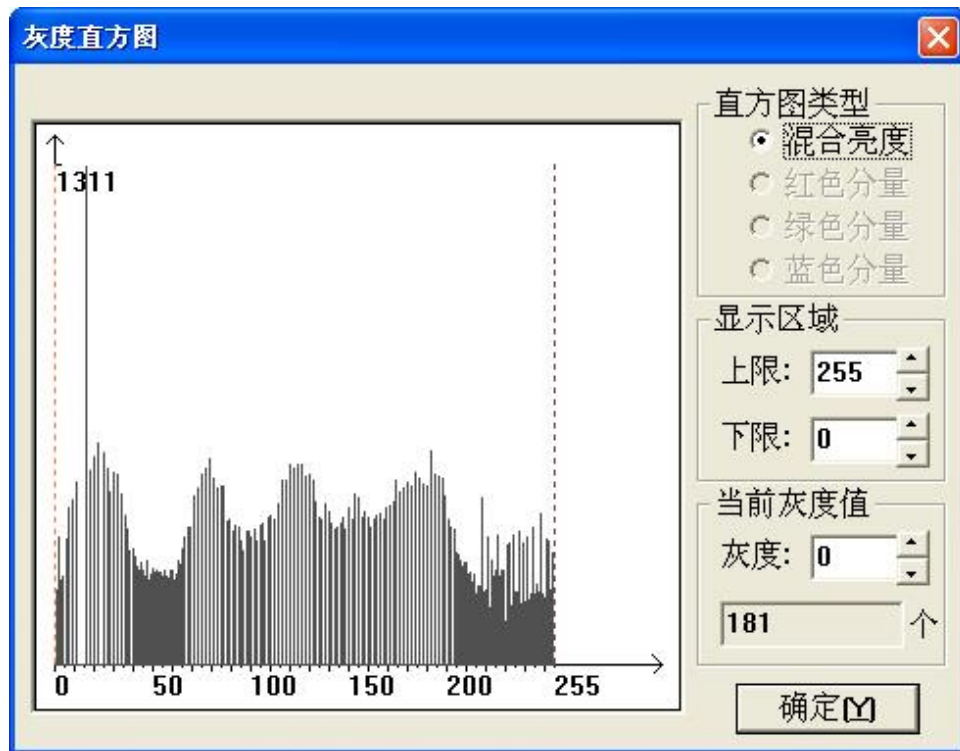 灰度直方图
1311
0 50 100 150 200 255
直方图类型
混合亮度
红色分量
绿色分量
蓝色分量
显示区域
上限: 255
下限: 0
当前灰度值
灰度: 0
181 个
确定(Y)